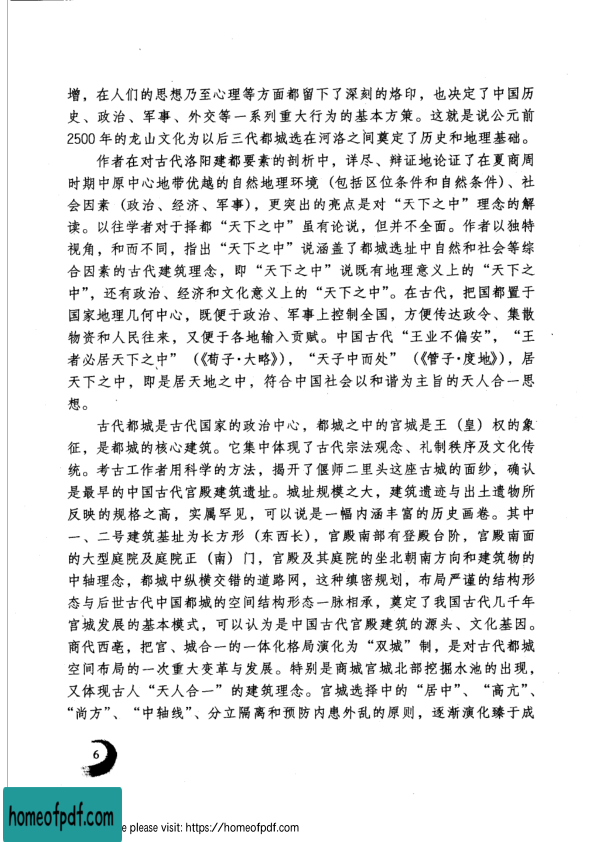 增，在人们的思想乃至心理等方面都留下了深刻的烙印，也决定了中国历
史、政治、军事、外交等一系列重大行为的基本方策。这就是说公元前
2500 年的龙山文化为以后三代都城选在河洛之间奠定了历史和地理基础。
作者在对古代洛阳建都要素的剖析中，详尽、辩证地论证了在夏商周
时期中原中心地带优越的自然地理环境（包括区位条件和自然条件）、社
会因素（政治、经济、军事），更突出的亮点是对“天下之中”理念的解
读。以往学者对于择都“天下之中”虽有论说，但并不全面。作者以独特
视角，和而不同，指出“天下之中”说涵盖了都城选址中自然和社会等综
合因素的古代建筑理念，即“天下之中”说既有地理意义上的“天下之
中”，还有政治、经济和文化意义上的“天下之中”。在古代，把国都置于
国家地理几何中心，既便于政治、军事上控制全国，方便传达政令、集散
物资和人民往来，又便于各地输入贡赋。中国古代“王业不偏安”，“王
者必居天下之中”（《荀子·大略》），“天子中而处”（《管子·度地》），居
天下之中，即是居天地之中，符合中国社会以和谐为主旨的天人合一思
想。
古代都城是古代国家的政治中心，都城之中的宫城是王（皇）权的象
征，是都城的核心建筑。它集中体现了古代宗法观念、礼制秩序及文化传
统。考古工作者用科学的方法，揭开了偃师二里头这座古城的面纱，确认
是最早的中国古代宫殿建筑遗址。城址规模之大，建筑遗迹与出土遗物所
反映的规格之高，实属罕见，可以说是一幅内涵丰富的历史画卷。其中
一、二号建筑基址为长方形（东西长），宫殿南部有登殿台阶，宫殿南面
的大型庭院及庭院正（南）门，宫殿及其庭院的坐北朝南方向和建筑物的
中轴理念，都城中纵横交错的道路网，这种缜密规划，布局严谨的结构形
态与后世古代中国都城的空间结构形态一脉相承，奠定了我国古代几千年
宫城发展的基本模式，可以认为是中国古代宫殿建筑的源头、文化基因。
商代西亳，把宫、城合一的一体化格局演化为“双城”制，是对古代都城
空间布局的一次重大变革与发展。特别是商城宫城北部挖掘水池的出现，
又体现古人“天人合一”的建筑理念。宫城选择中的“居中”、“高亢”、
“尚方”、“中轴线”、分立隔离和预防内患外乱的原则，逐渐演化臻于成
6
homeofpdf.com
e please visit: https://homeofpdf.com